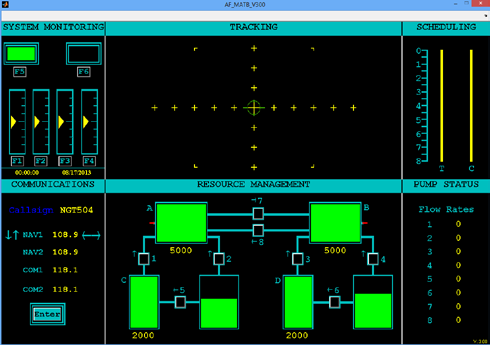 AF_MATB_V300
SYSTEM MONITORING
TRACKING
SCHEDULING
F5
F6
F1
F2
F3
F4
00:00:00
08/17/2013
0
1
2
3
4
5
6
7
8
T
C
COMMUNICATIONS
RESOURCE MANAGEMENT
PUMP STATUS
Callsign NGT504
↓↑ NAV1 108.9 ←→
NAV2 108.9
COM1 118.1
COM2 118.1
Enter
A
B
←7
←8
5000
5000
↑ 1
↑ 2
↑ 3
↑ 4
C
D
←5
←6
2000
2000
Flow Rates
1 0
2 0
3 0
4 0
5 0
6 0
7 0
8 0